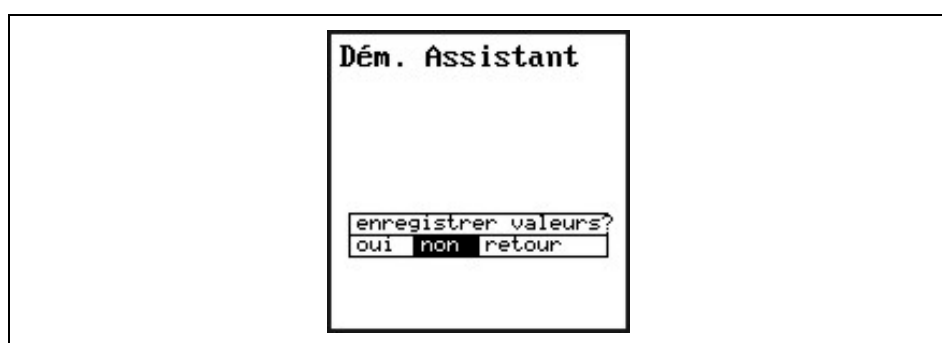 Dém. Assistant
enregistrer valeurs?
oui non retour